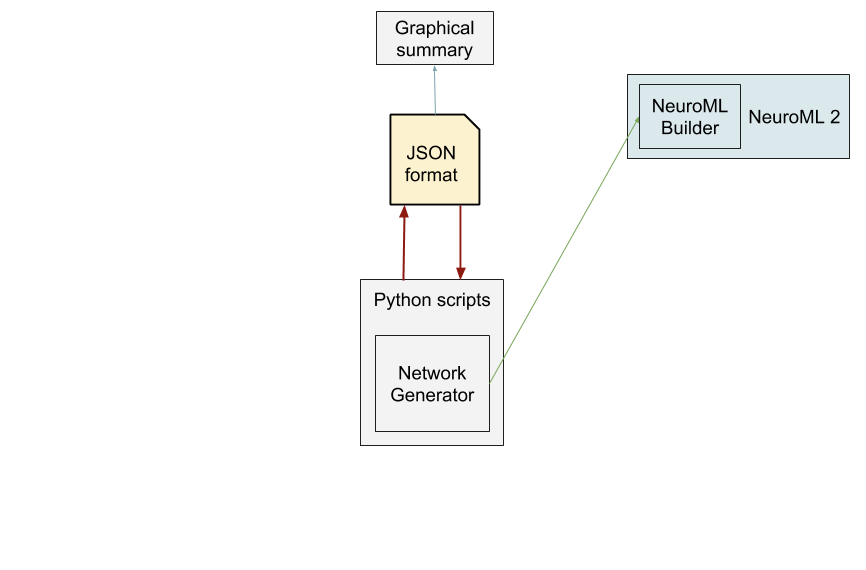 Graphical
summary
NeuroML
Builder
NeuroML 2
JSON
format
Python scripts
Network
Generator